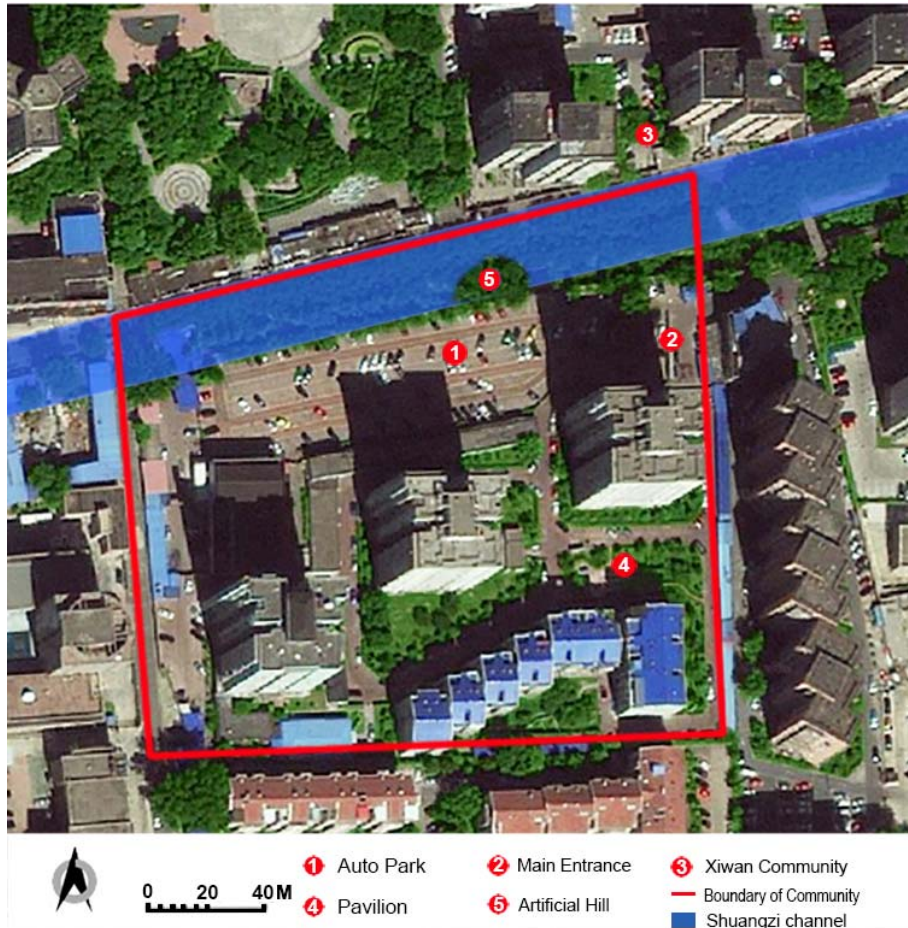 3
5
2
1
4
1 Auto Park
2 Main Entrance
3 Xiwan Community
Boundary of Community
0 20 40 M
4 Pavilion
5 Artificial Hill
Shuangzi channel